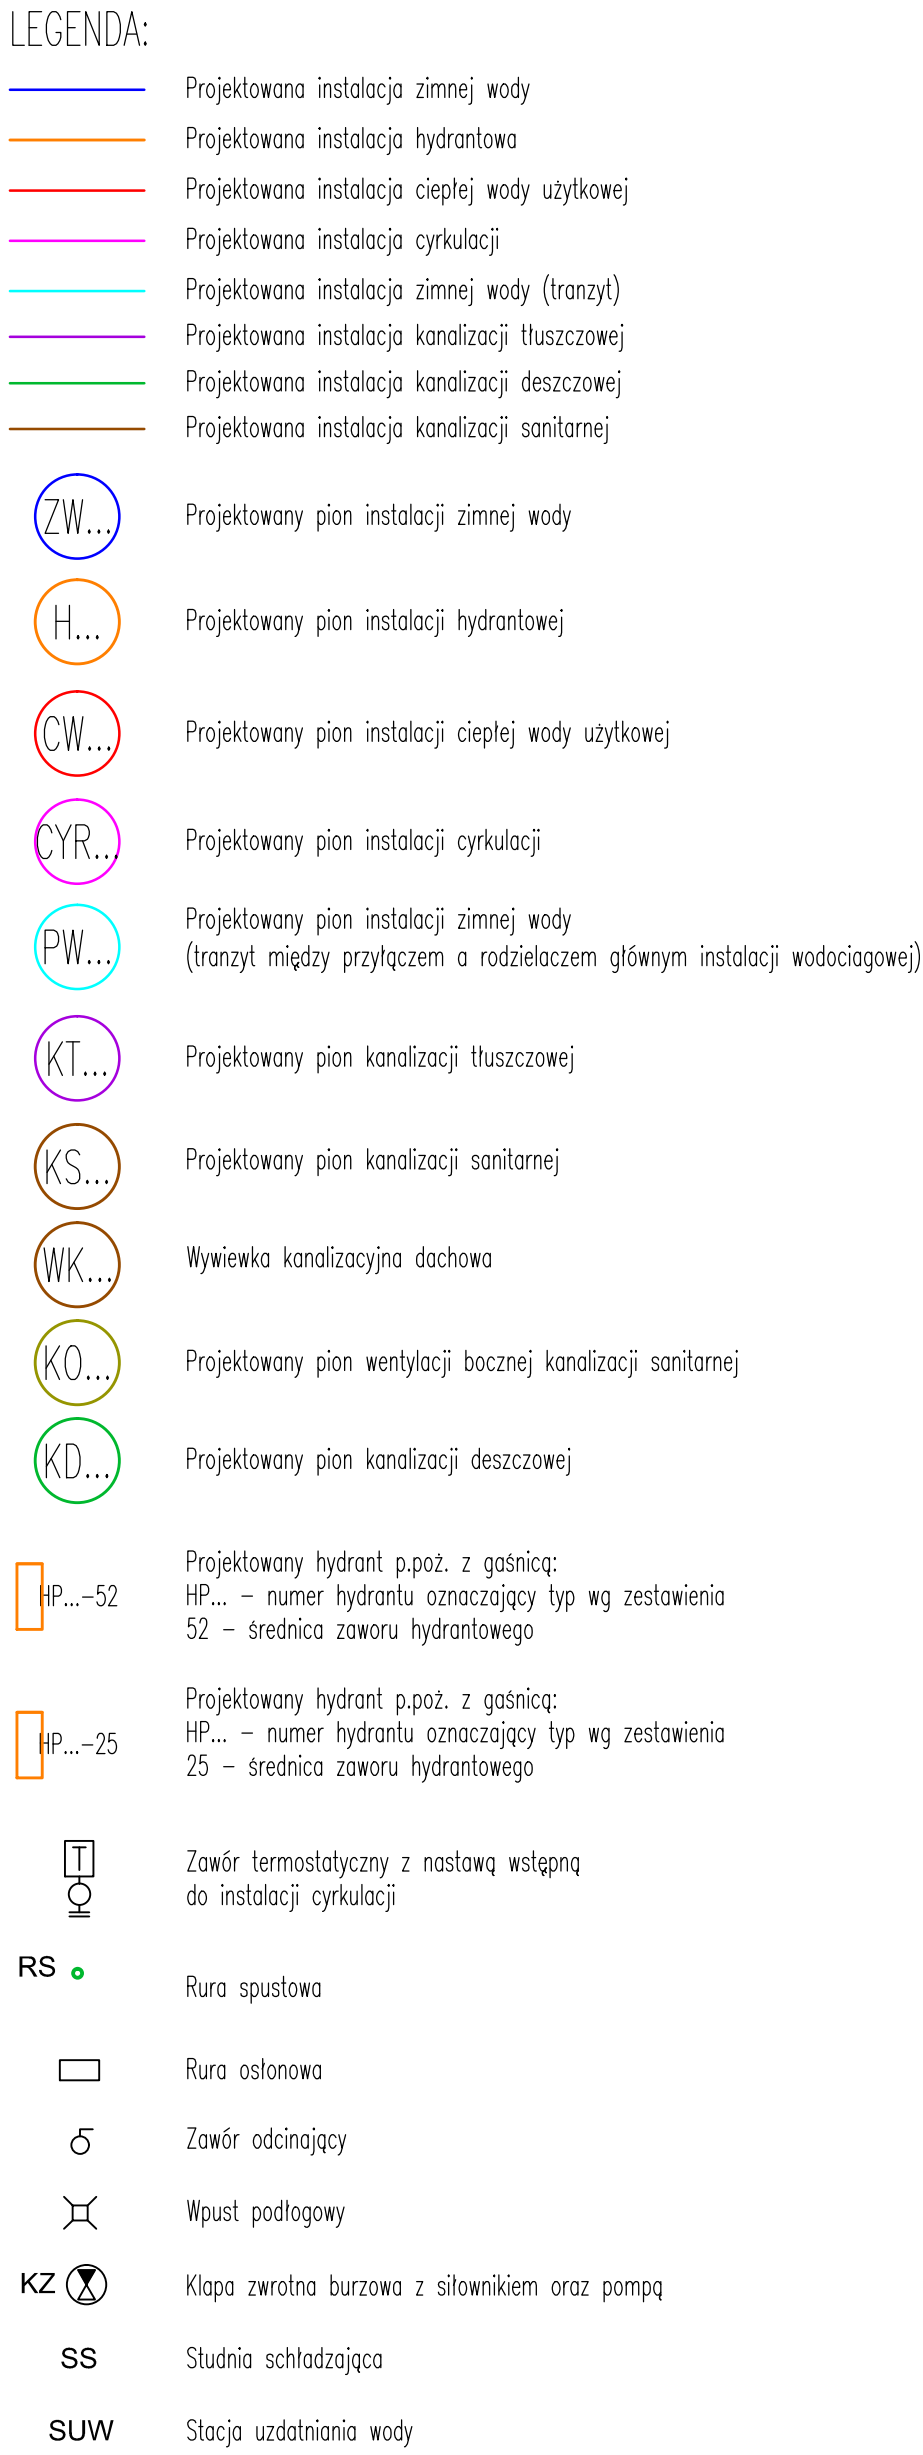 LEGENDA:
Projektowana instalacja zimnej wody
Projektowana instalacja hydrantowa
Projektowana instalacja ciepłej wody użytkowej
Projektowana instalacja cyrkulacji
Projektowana instalacja zimnej wody (tranzyt)
Projektowana instalacja kanalizacji tłuszczowej
Projektowana instalacja kanalizacji deszczowej
Projektowana instalacja kanalizacji sanitarnej
ZW... Projektowany pion instalacji zimnej wody
H... Projektowany pion instalacji hydrantowej
CW... Projektowany pion instalacji ciepłej wody użytkowej
CYR... Projektowany pion instalacji cyrkulacji
PW... Projektowany pion instalacji zimnej wody
(tranzyt między przyłączem a rodzielaczem głównym instalacji wodociagowej)
KT... Projektowany pion kanalizacji tłuszczowej
KS... Projektowany pion kanalizacji sanitarnej
WK... Wywiewka kanalizacyjna dachowa
KO... Projektowany pion wentylacji bocznej kanalizacji sanitarnej
KD... Projektowany pion kanalizacji deszczowej
Projektowany hydrant p.poż. z gaśnicą:
HP...-52 HP... - numer hydrantu oznaczający typ wg zestawienia
52 - średnica zaworu hydrantowego
Projektowany hydrant p.poż. z gaśnicą:
HP...-25 HP... - numer hydrantu oznaczający typ wg zestawienia
25 - średnica zaworu hydrantowego
T Zawór termostatyczny z nastawą wstępną
do instalacji cyrkulacji
RS Rura spustowa
Rura osłonowa
Zawór odcinający
Wpust podłogowy
KZ Klapa zwrotna burzowa z siłownikiem oraz pompą
SS Studnia schładzająca
SUW Stacja uzdatniania wody